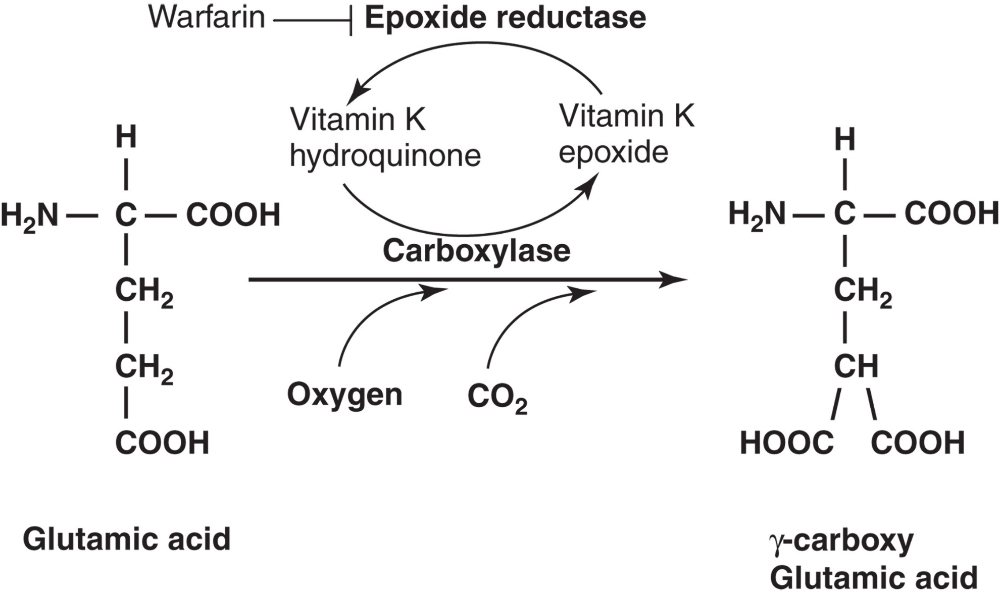 Warfarin Epoxide reductase
Vitamin K
hydroquinone
Vitamin K
epoxide
H
H₂N — C — COOH
CH₂
CH₂
COOH
Carboxylase
Oxygen
CO₂
H
H₂N — C — COOH
CH₂
CH
HOOC COOH
Glutamic acid
γ-carboxy
Glutamic acid